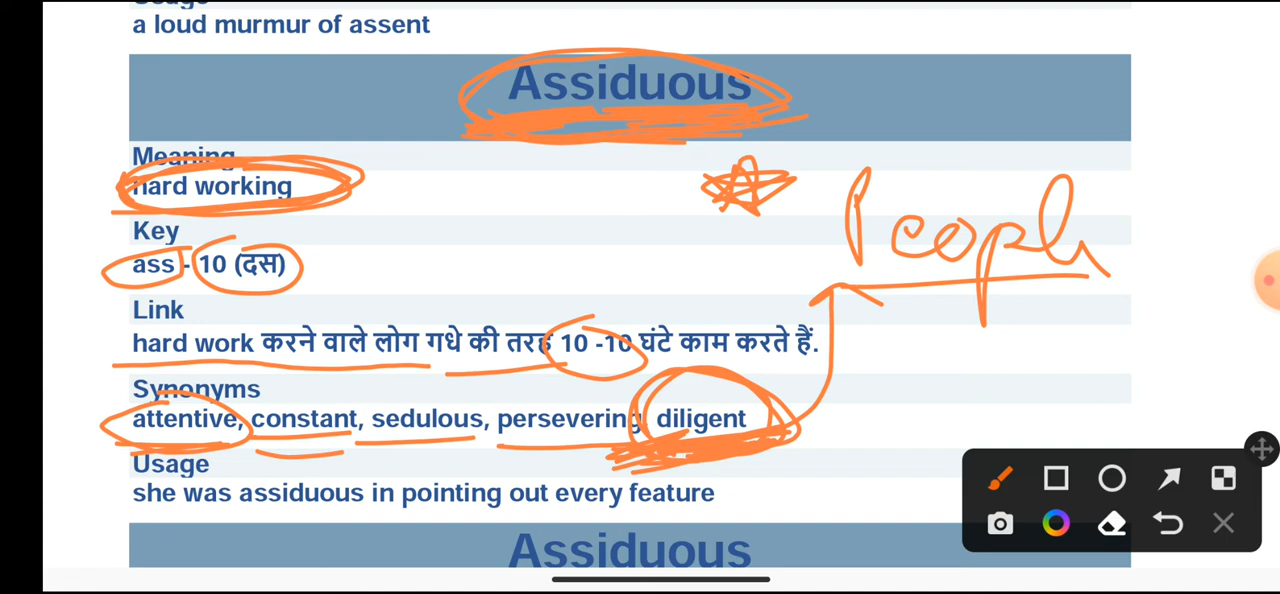 a loud murmur of assent
Assiduous
Meaning
hard working
Key
ass - 10 (दस)
Link
hard work करने वाले लोग गधे की तरह 10 -10 घंटे काम करते हैं.
Synonyms
attentive, constant, sedulous, persevering, diligent
Usage
she was assiduous in pointing out every feature
Assiduous
People